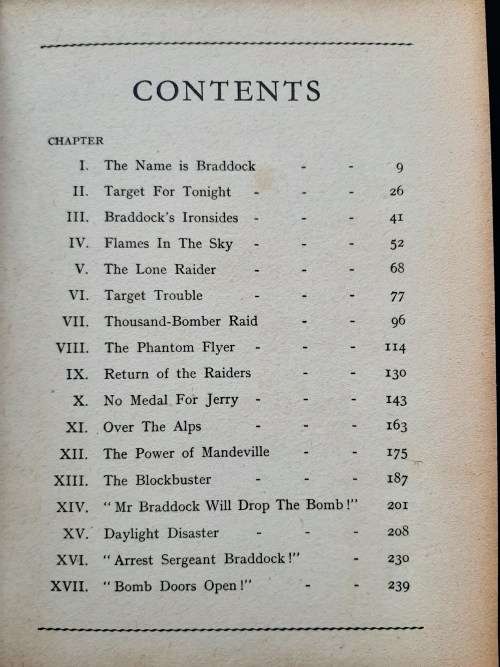 CONTENTS
CHAPTER
I. The Name is Braddock - - 9
II. Target For Tonight - - - 26
III. Braddock's Ironsides - - - 41
IV. Flames In The Sky - - - 52
V. The Lone Raider - - - 68
VI. Target Trouble - - - 77
VII. Thousand-Bomber Raid - - 96
VIII. The Phantom Flyer - - - 114
IX. Return of the Raiders - - 130
X. No Medal For Jerry - - - 143
XI. Over The Alps - - - 163
XII. The Power of Mandeville - - 175
XIII. The Blockbuster - - - 187
XIV. "Mr Braddock Will Drop The Bomb!" 201
XV. Daylight Disaster - - - 208
XVI. "Arrest Sergeant Braddock!" - 230
XVII. "Bomb Doors Open!" - - 239